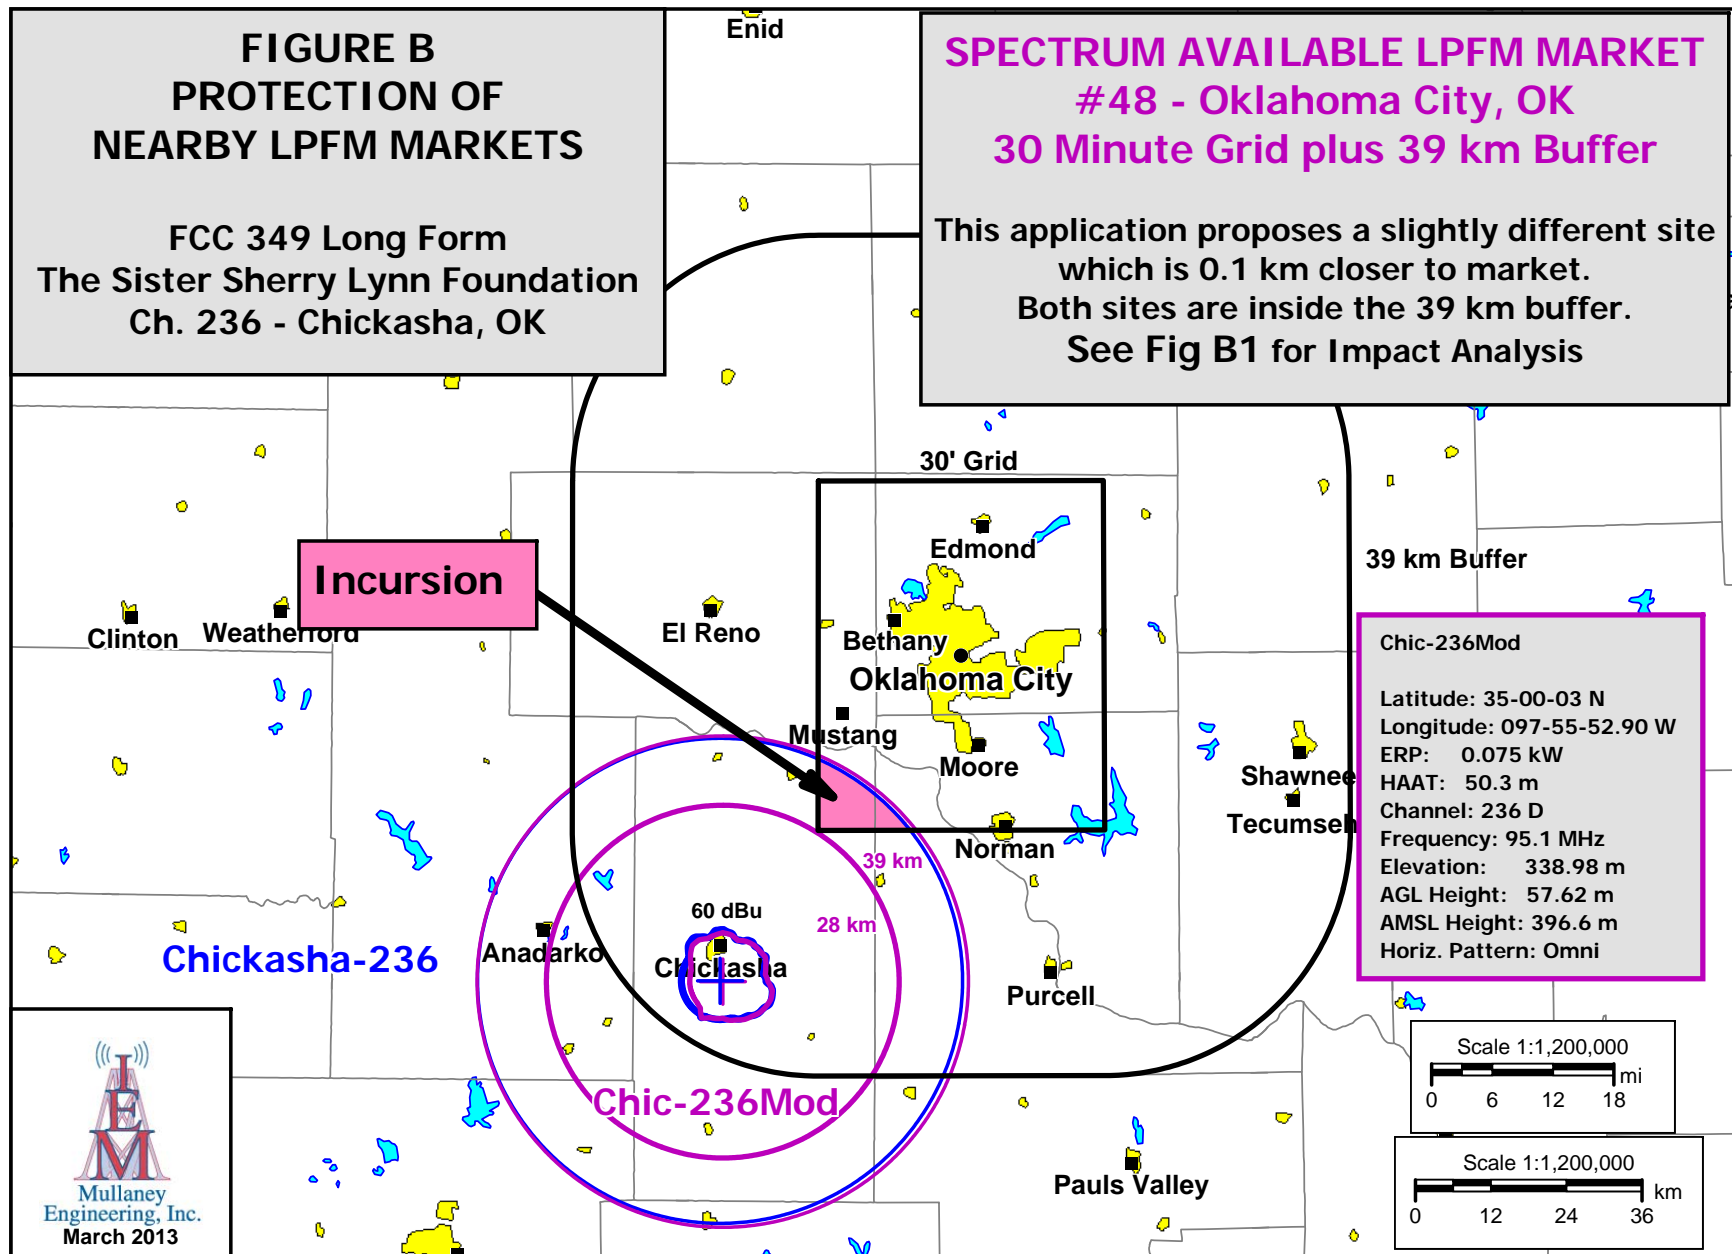 FIGURE B
PROTECTION OF
NEARBY LPFM MARKETS
FCC 349 Long Form
The Sister Sherry Lynn Foundation
Ch. 236 - Chickasha, OK
Enid
SPECTRUM AVAILABLE LPFM MARKET
#48 - Oklahoma City, OK
30 Minute Grid plus 39 km Buffer
This application proposes a slightly different site
which is 0.1 km closer to market.
Both sites are inside the 39 km buffer.
See Fig B1 for Impact Analysis
30' Grid
Edmond
39 km Buffer
Incursion
Clinton
Weatherford
El Reno
Bethany
Oklahoma City
Mustang
Moore
Shawnee
Tecumseh
Norman
39 km
28 km
60 dBu
Chickasha
Anadarko
Chickasha-236
Purcell
Chic-236Mod
Pauls Valley
Chic-236Mod
Latitude: 35-00-03 N
Longitude: 097-55-52.90 W
ERP: 0.075 kW
HAAT: 50.3 m
Channel: 236 D
Frequency: 95.1 MHz
Elevation: 338.98 m
AGL Height: 57.62 m
AMSL Height: 396.6 m
Horiz. Pattern: Omni
Scale 1:1,200,000
mi
0 6 12 18
Scale 1:1,200,000
km
0 12 24 36
IEM
Mullaney
Engineering, Inc.
March 2013